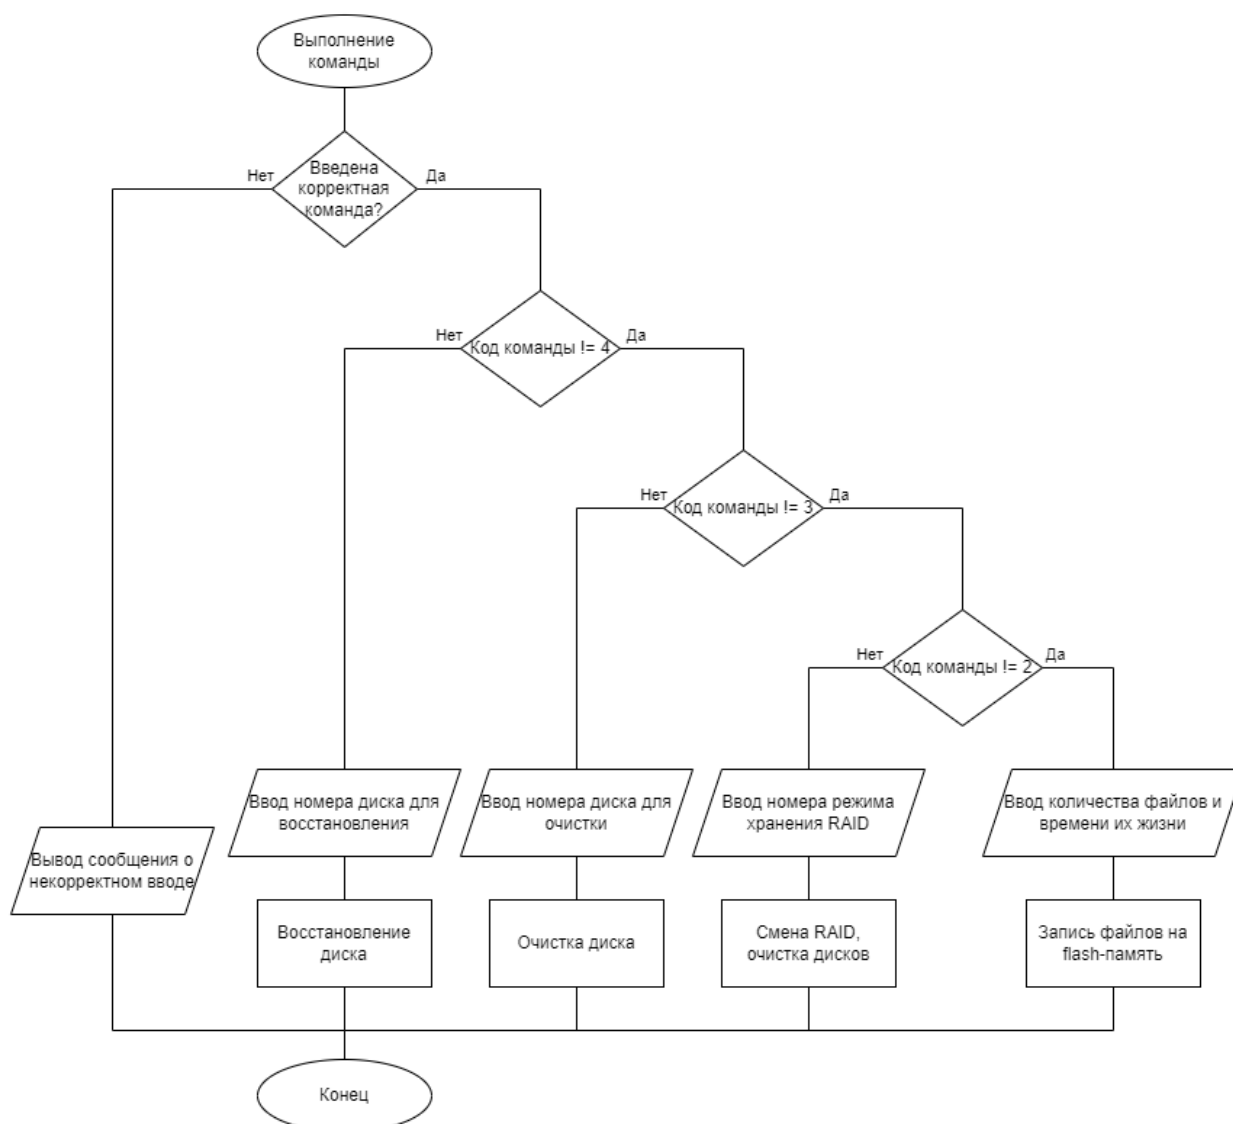 Выполнение
команды
Нет
Введена
корректная
команда?
Да
Нет
Код команды != 4
Да
Нет
Код команды != 3
Да
Нет
Код команды != 2
Да
Вывод сообщения о
некорректном вводе
Ввод номера диска для
восстановления
Ввод номера диска для
очистки
Ввод номера режима
хранения RAID
Ввод количества файлов и
времени их жизни
Восстановление
диска
Очистка диска
Смена RAID,
очистка дисков
Запись файлов на
flash-память
Конец